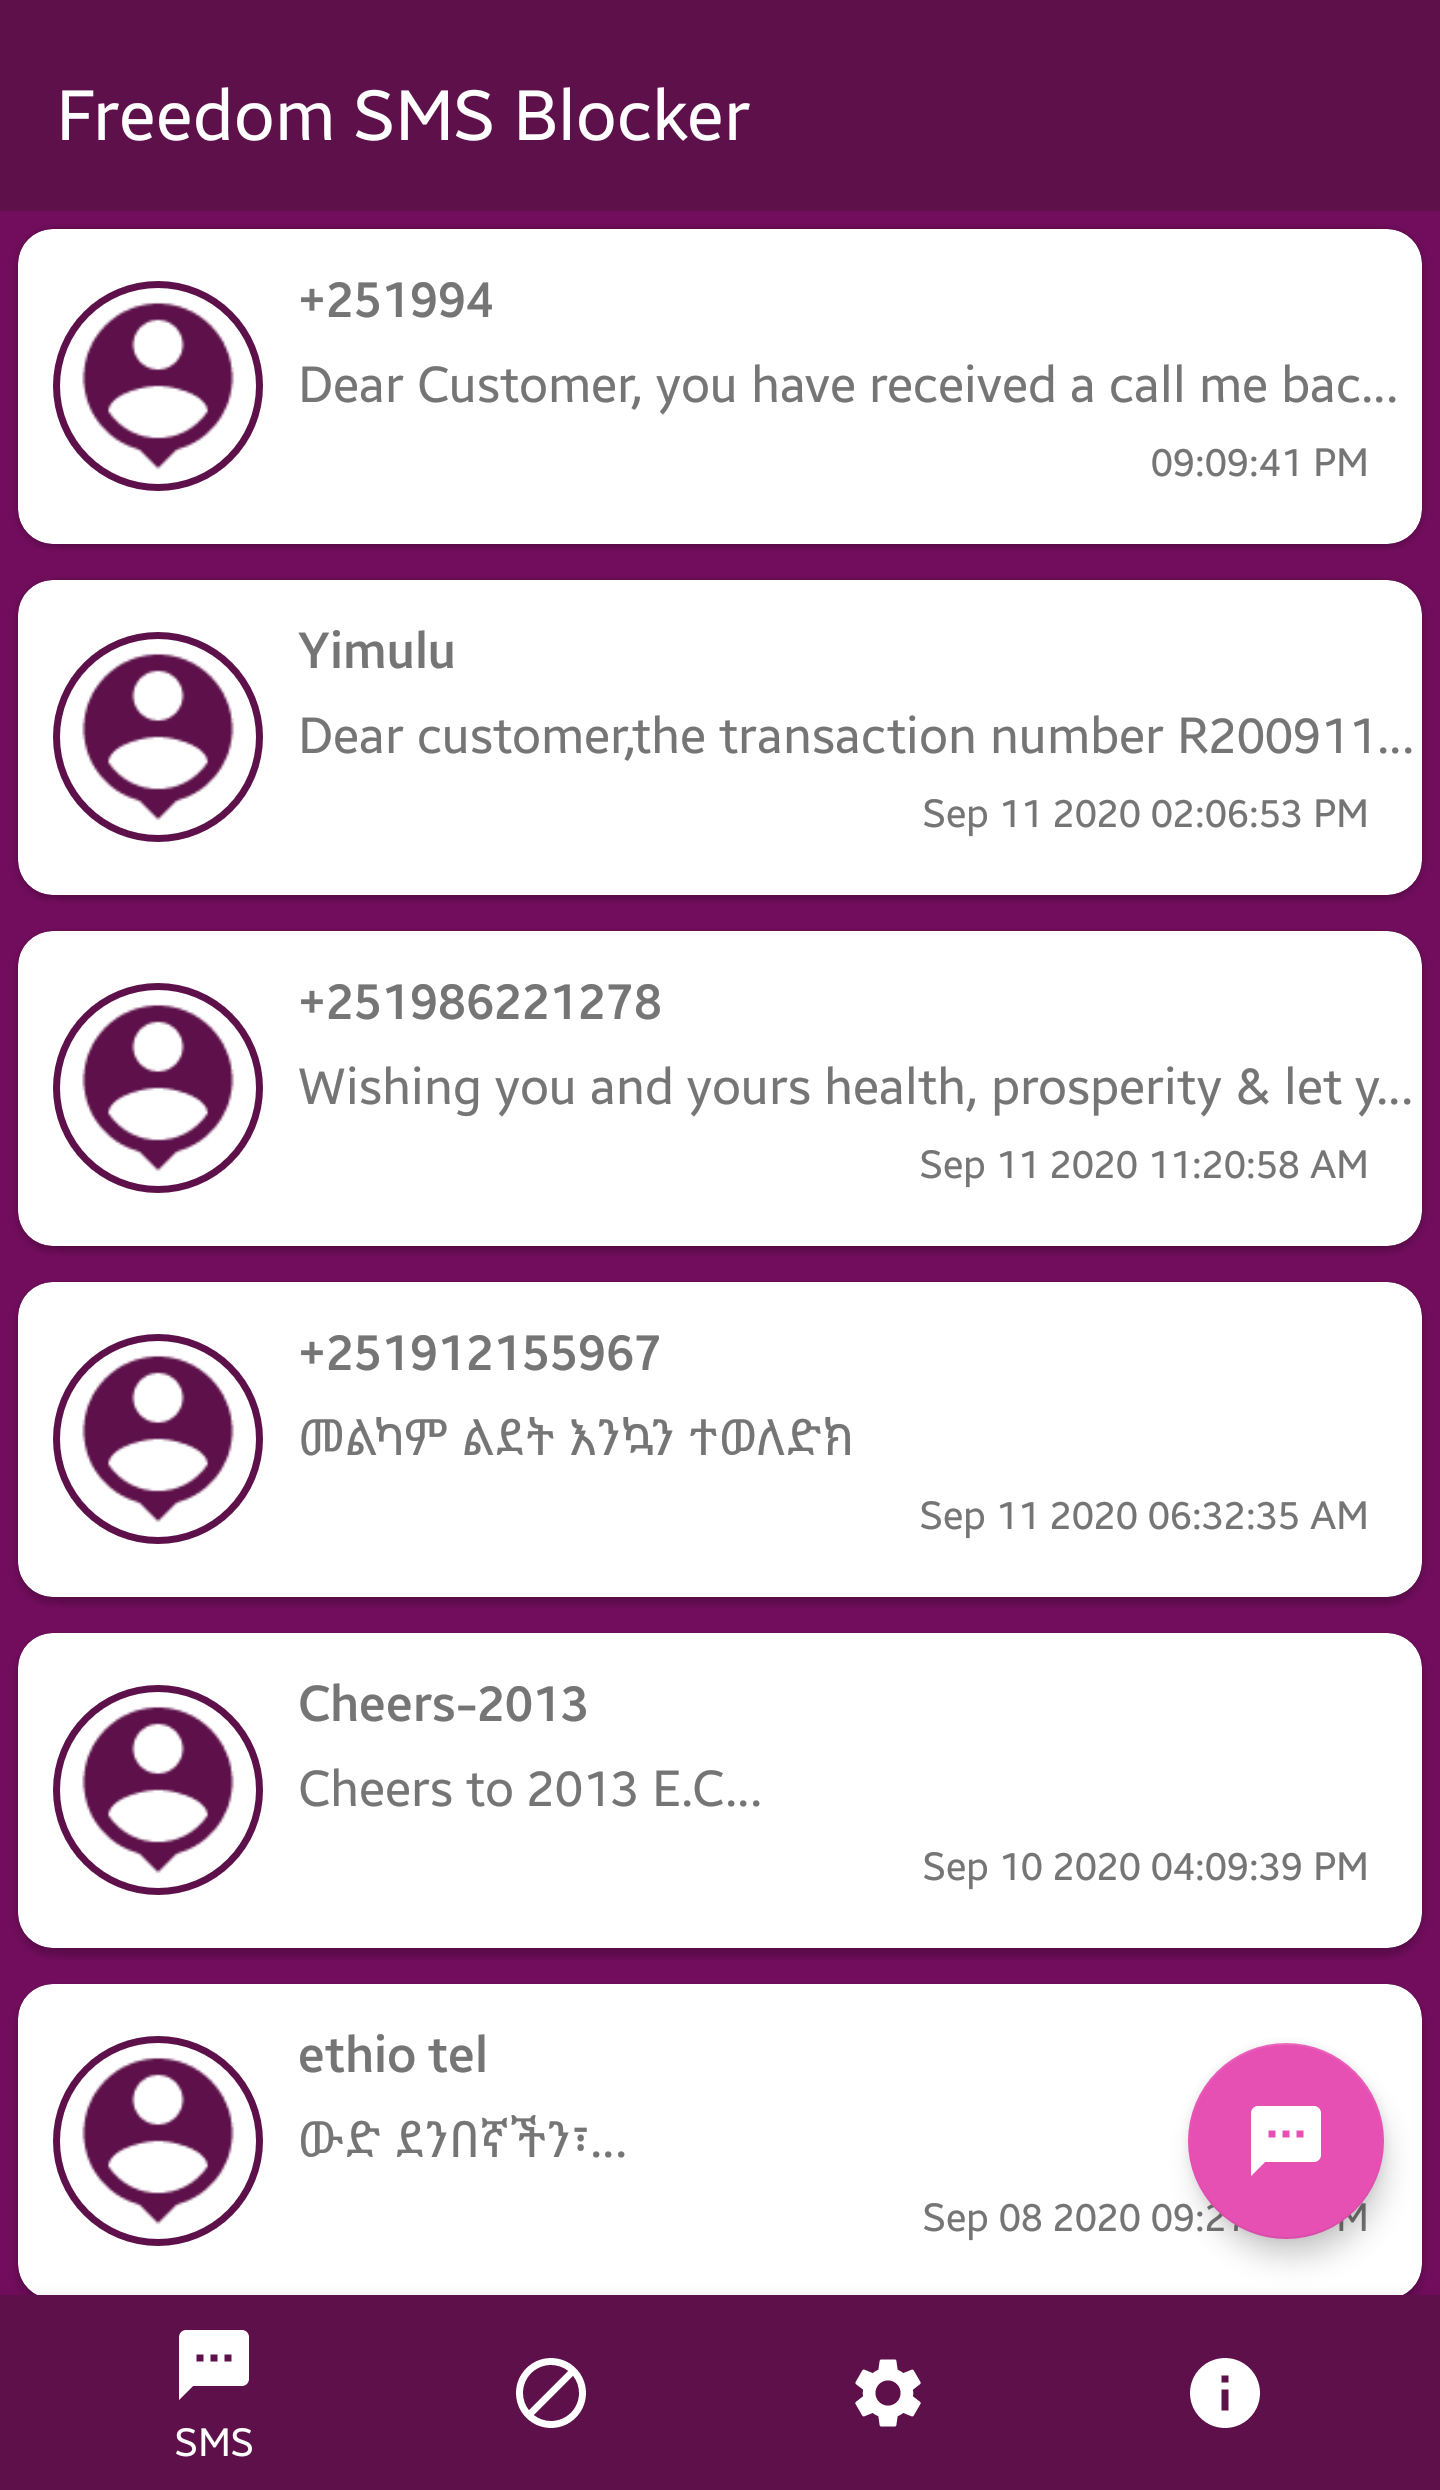 Freedom SMS Blocker
+251994
Dear Customer, you have received a call me bac...
09:09:41 PM
Yimulu
Dear customer,the transaction number R200911...
Sep 11 2020 02:06:53 PM
+251986221278
Wishing you and yours health, prosperity & let y...
Sep 11 2020 11:20:58 AM
+251912155967
መልካም ልደት እንኳን ተወለድክ
Sep 11 2020 06:32:35 AM
Cheers-2013
Cheers to 2013 E.C...
Sep 10 2020 04:09:39 PM
ethio tel
ውድ ደንበኛችን፣...
Sep 08 2020
SMS